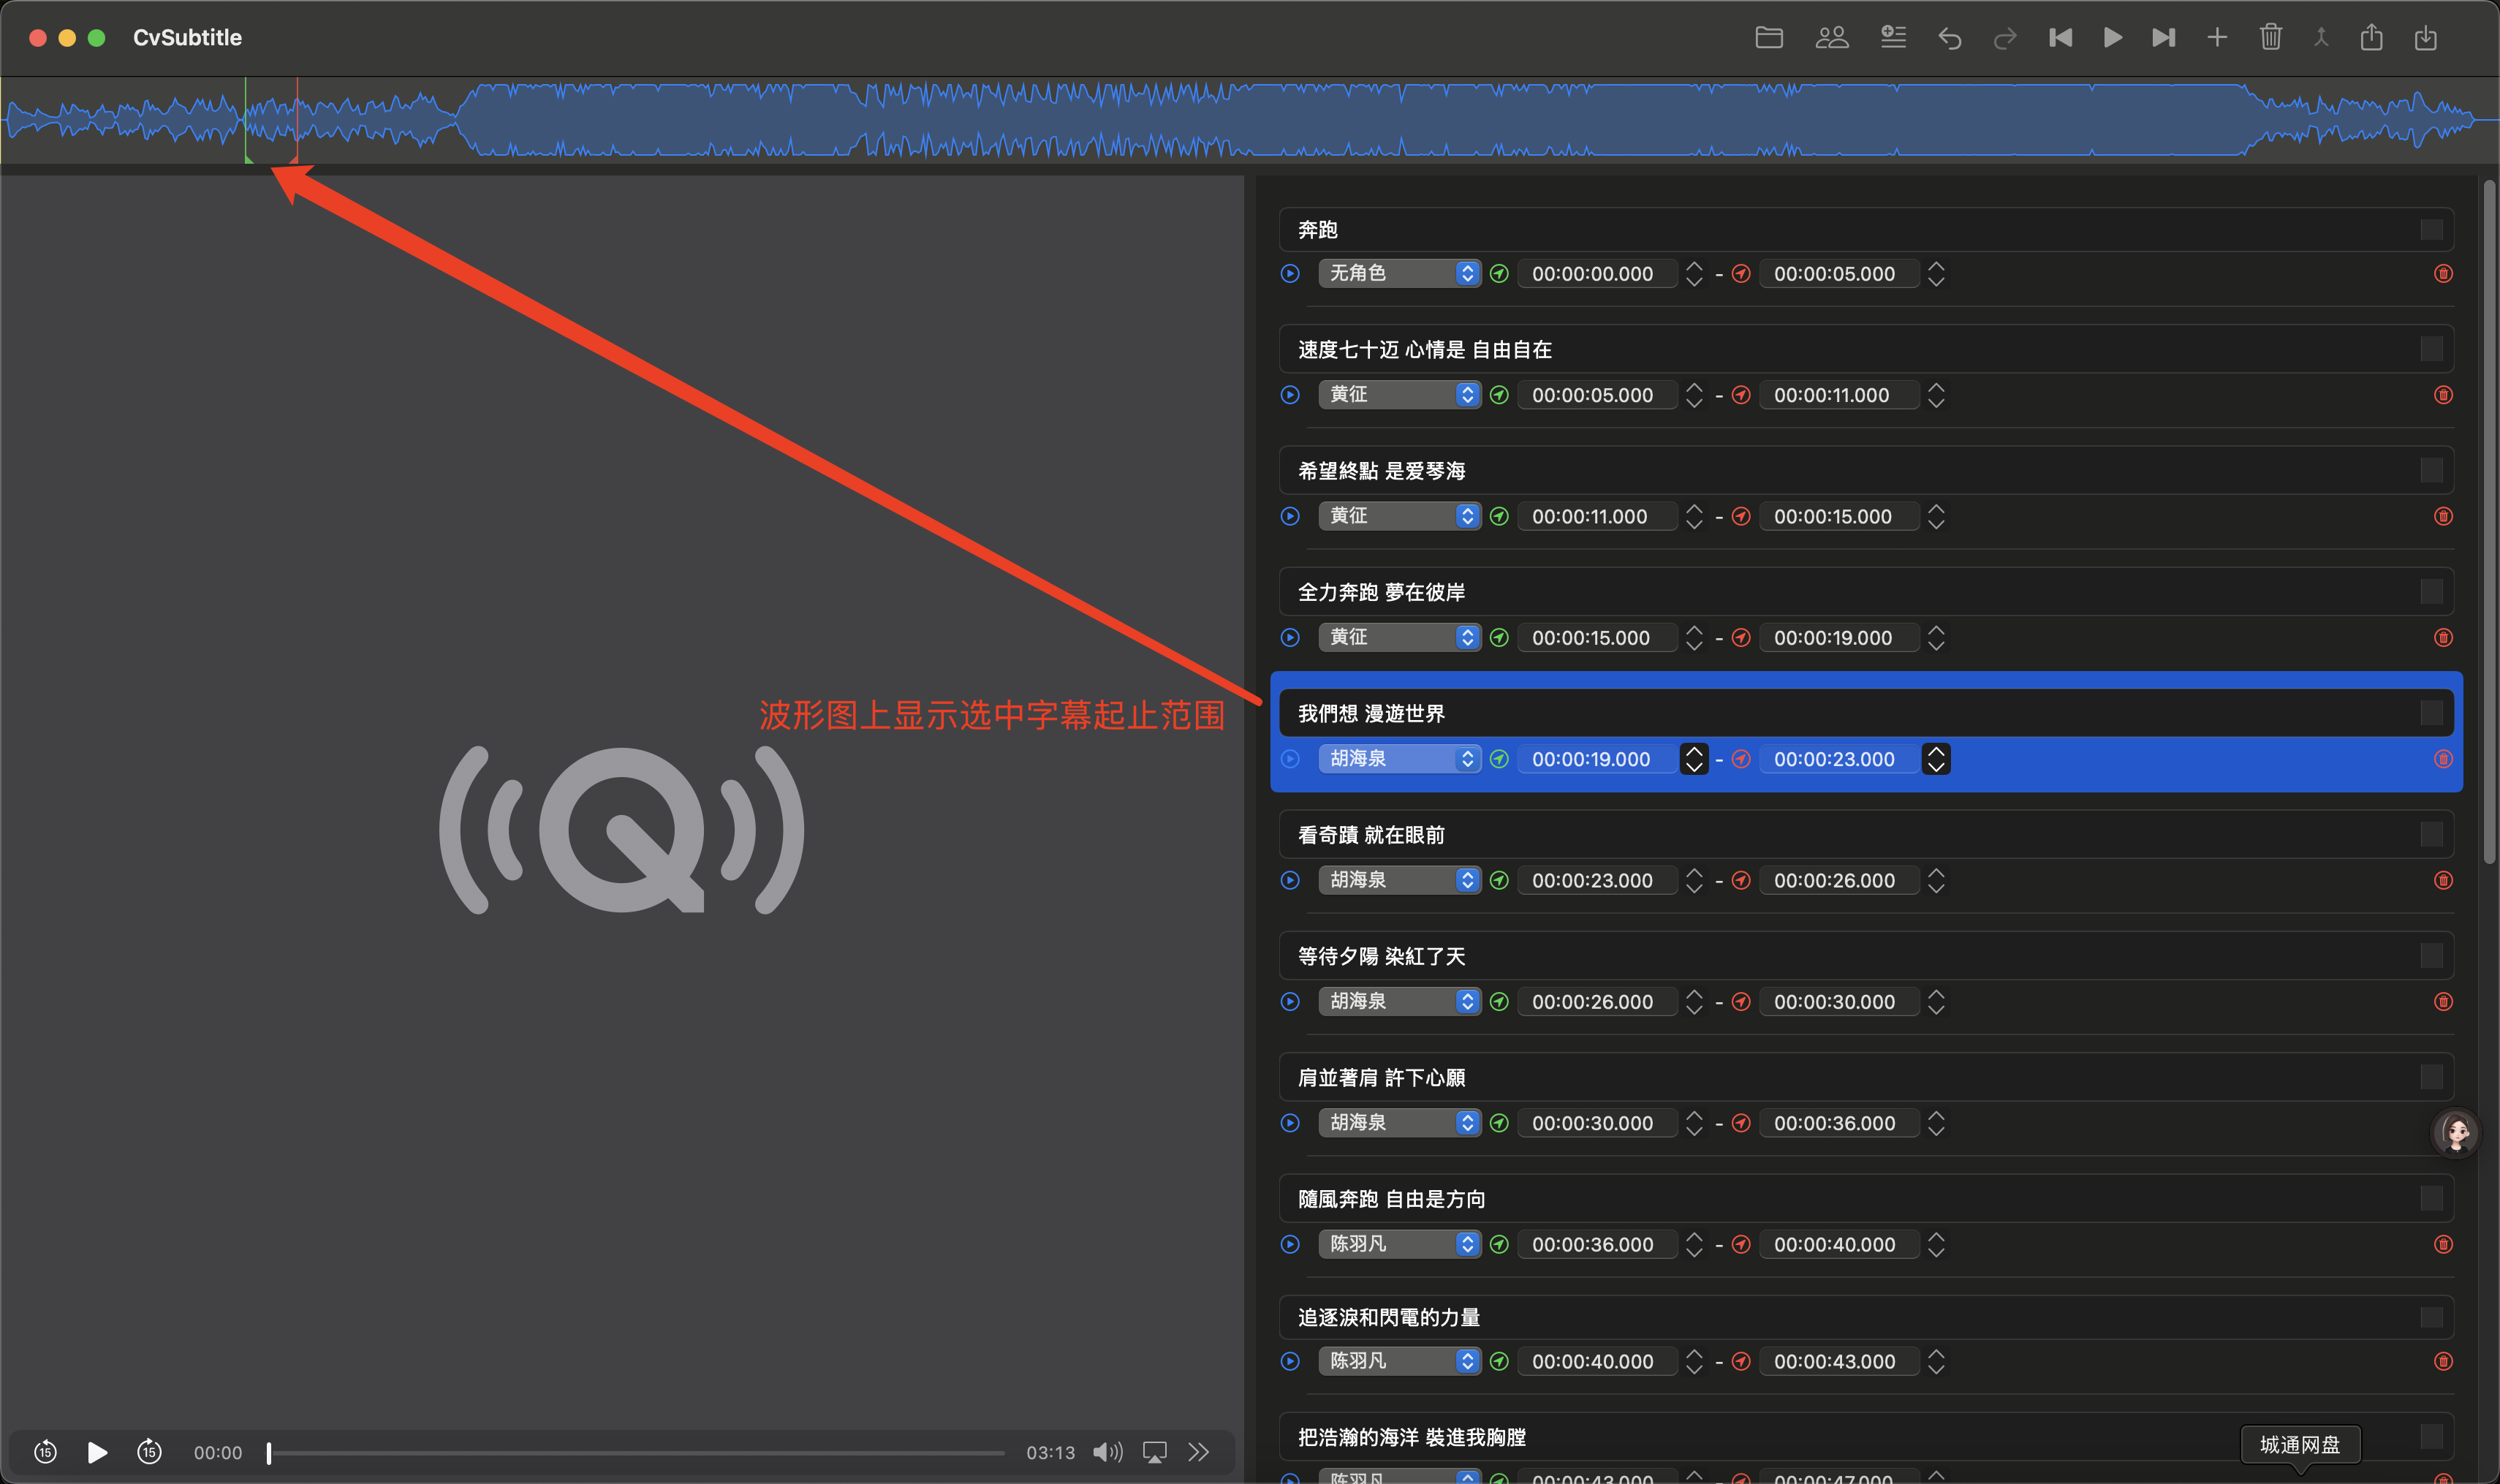 CvSubtitle
奔跑
无角色 00:00:00.000 - 00:00:05.000
速度七十迈 心情是 自由自在
黄征 00:00:05.000 - 00:00:11.000
希望終點 是爱琴海
黄征 00:00:11.000 - 00:00:15.000
全力奔跑 夢在彼岸
黄征 00:00:15.000 - 00:00:19.000
波形图上显示选中字幕起止范围
我們想 漫遊世界
胡海泉 00:00:19.000 - 00:00:23.000
看奇蹟 就在眼前
胡海泉 00:00:23.000 - 00:00:26.000
等待夕陽 染紅了天
胡海泉 00:00:26.000 - 00:00:30.000
肩並著肩 許下心願
胡海泉 00:00:30.000 - 00:00:36.000
隨風奔跑 自由是方向
陈羽凡 00:00:36.000 - 00:00:40.000
追逐淚和閃電的力量
陈羽凡 00:00:40.000 - 00:00:43.000
把浩瀚的海洋 裝進我胸膛
城通网盘
陈羽凡 00:00:43.000 - 00:00:47.000
15 15 00:00 03:13